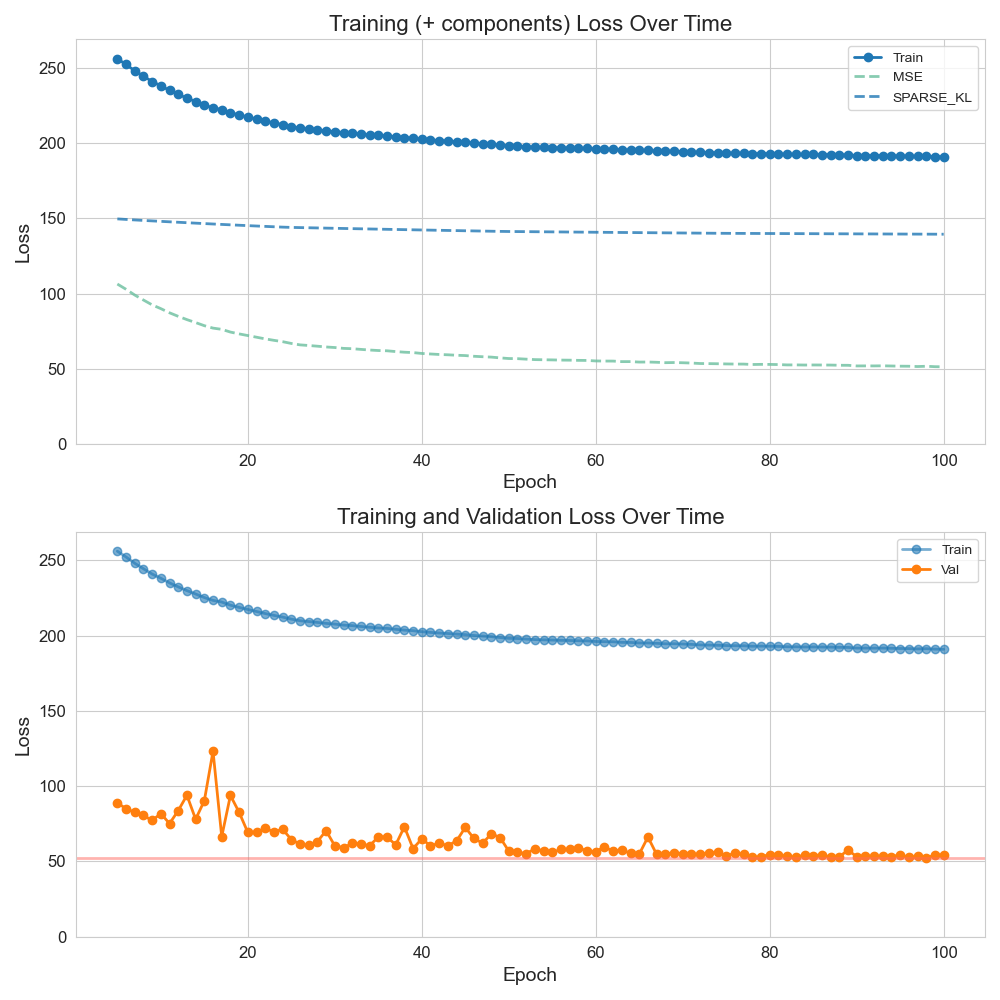 Training (+ components) Loss Over Time
Train
MSE
SPARSE_KL
250
200
150
100
50
0
Loss
20 40 60 80 100
Epoch
Training and Validation Loss Over Time
Train
Val
250
200
150
100
50
0
Loss
20 40 60 80 100
Epoch